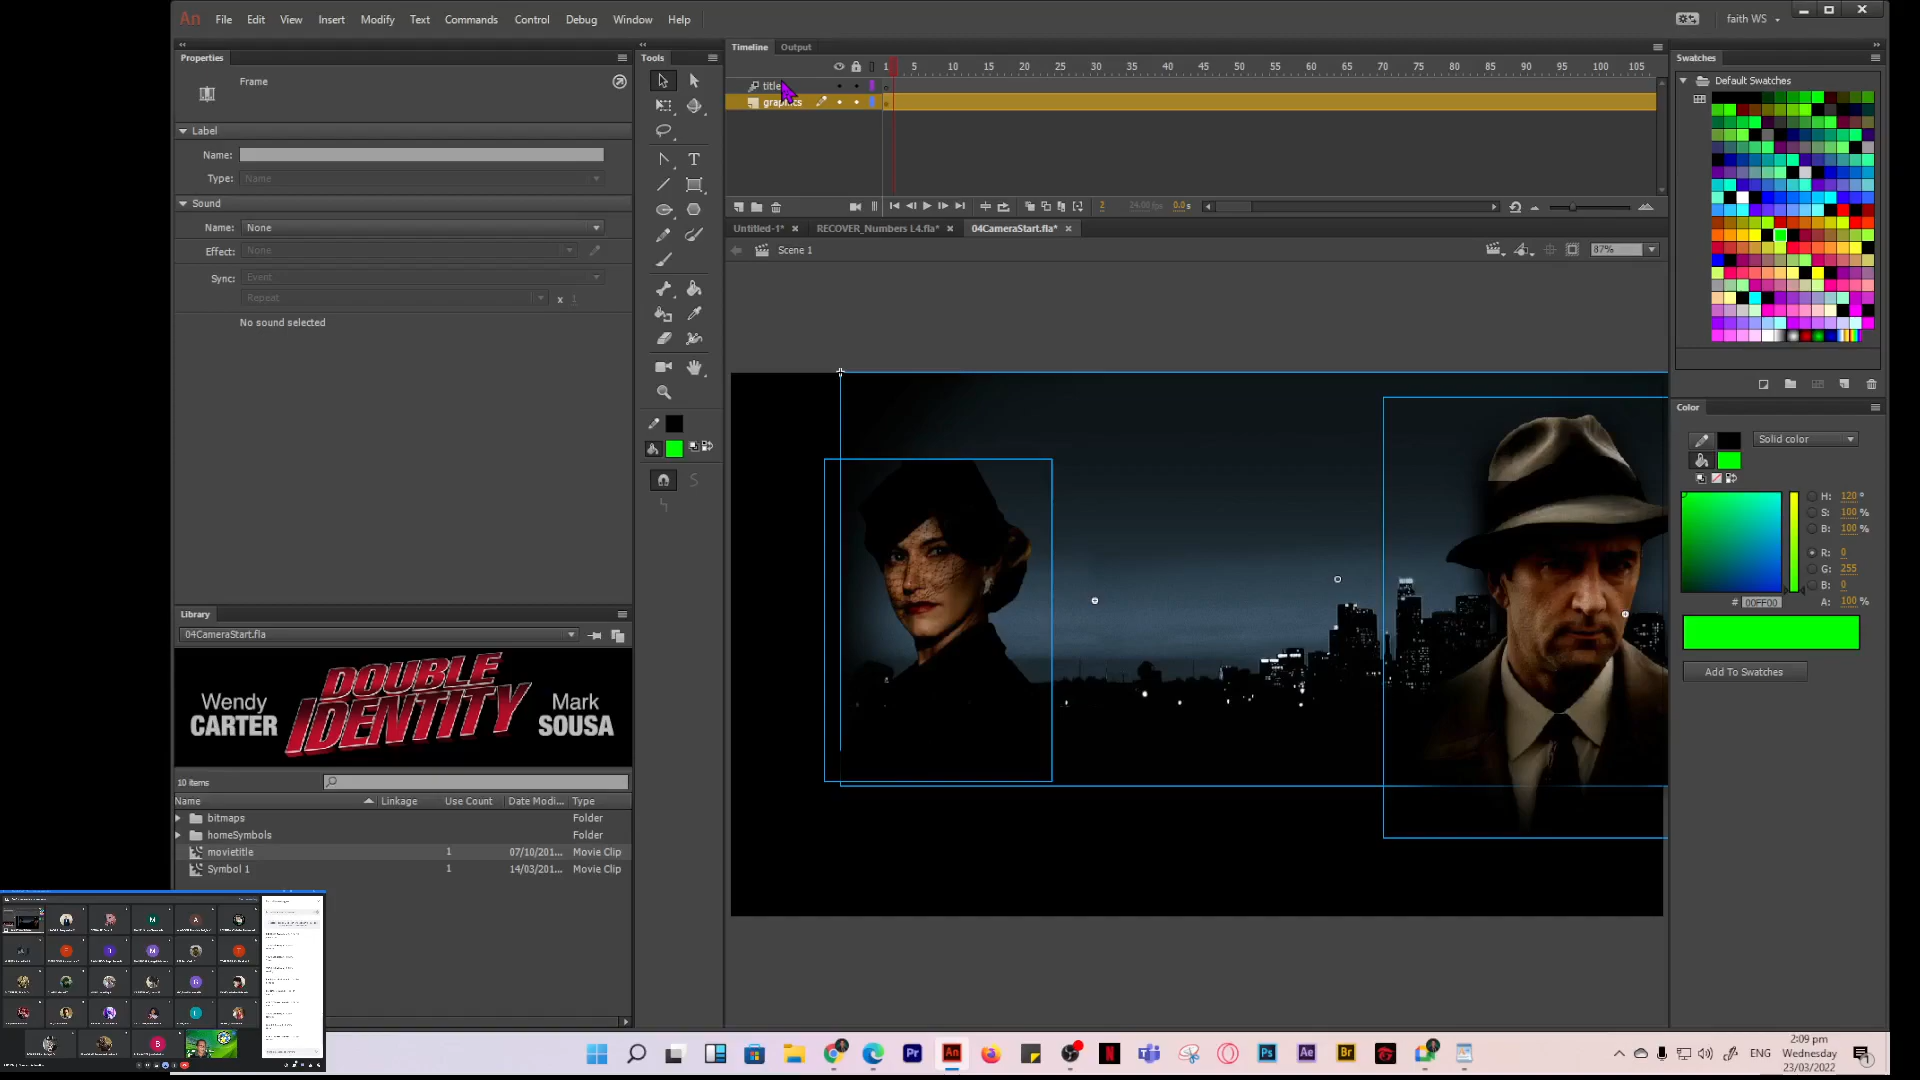 An File Edit View Insert Modify Commands Text Control Debug Window Help faith WS
Properties
Frame
Label
Name:
Type: Name
Sound
Name: None
Effect: None
Sync: Event
Repeat x 1
No sound selected
Tools
Timeline Output
1 5 10 15 20 25 30 35 40 45 50 55 60 65 70 75 80 85 90 95 100 105
title
graphics
2 24.00 fps 0.0 s
Untitled-1* RECOVER_Numbers L4.fla* 04CameraStart.fla*
Scene 1
87%
Library
04CameraStart.fla
Wendy CARTER
DOUBLE IDENTITY
Mark SOUSA
10 items
Name Linkage Use Count Date Modi... Type
bitmaps Folder
homeSymbols Folder
movietitle 1 07/10/201... Movie Clip
Symbol 1 1 14/03/201... Movie Clip
Swatches
Default Swatches
Color
Solid color
H: 120 °
S: 100 %
B: 100 %
R: 0
G: 255
B: 0
# 00FF00 A: 100 %
Add To Swatches
Pr An Ps Ae Br
ENG
2:09 pm
Wednesday
23/03/2022